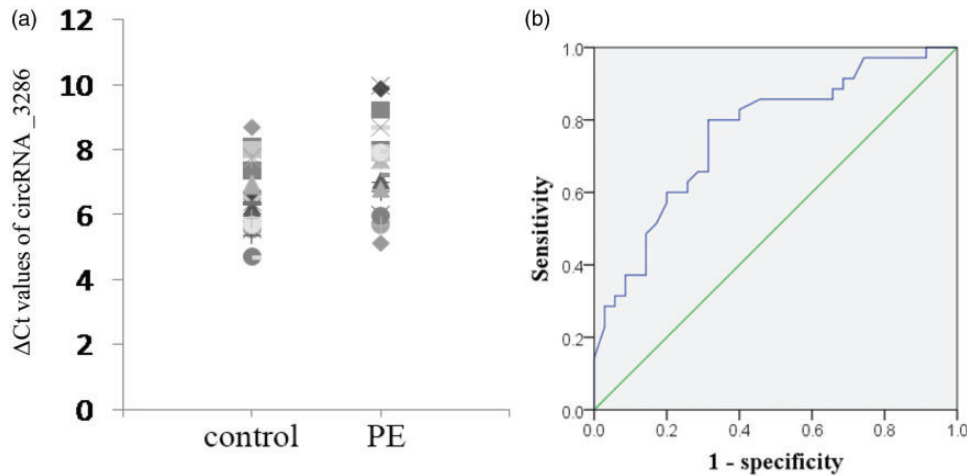 (a)
ΔCt values of circRNA_3286
12
10
8
6
4
2
0
control PE
(b)
Sensitivity
1.0
0.8
0.6
0.4
0.2
0.0
0.0 0.2 0.4 0.6 0.8 1.0
1 - specificity